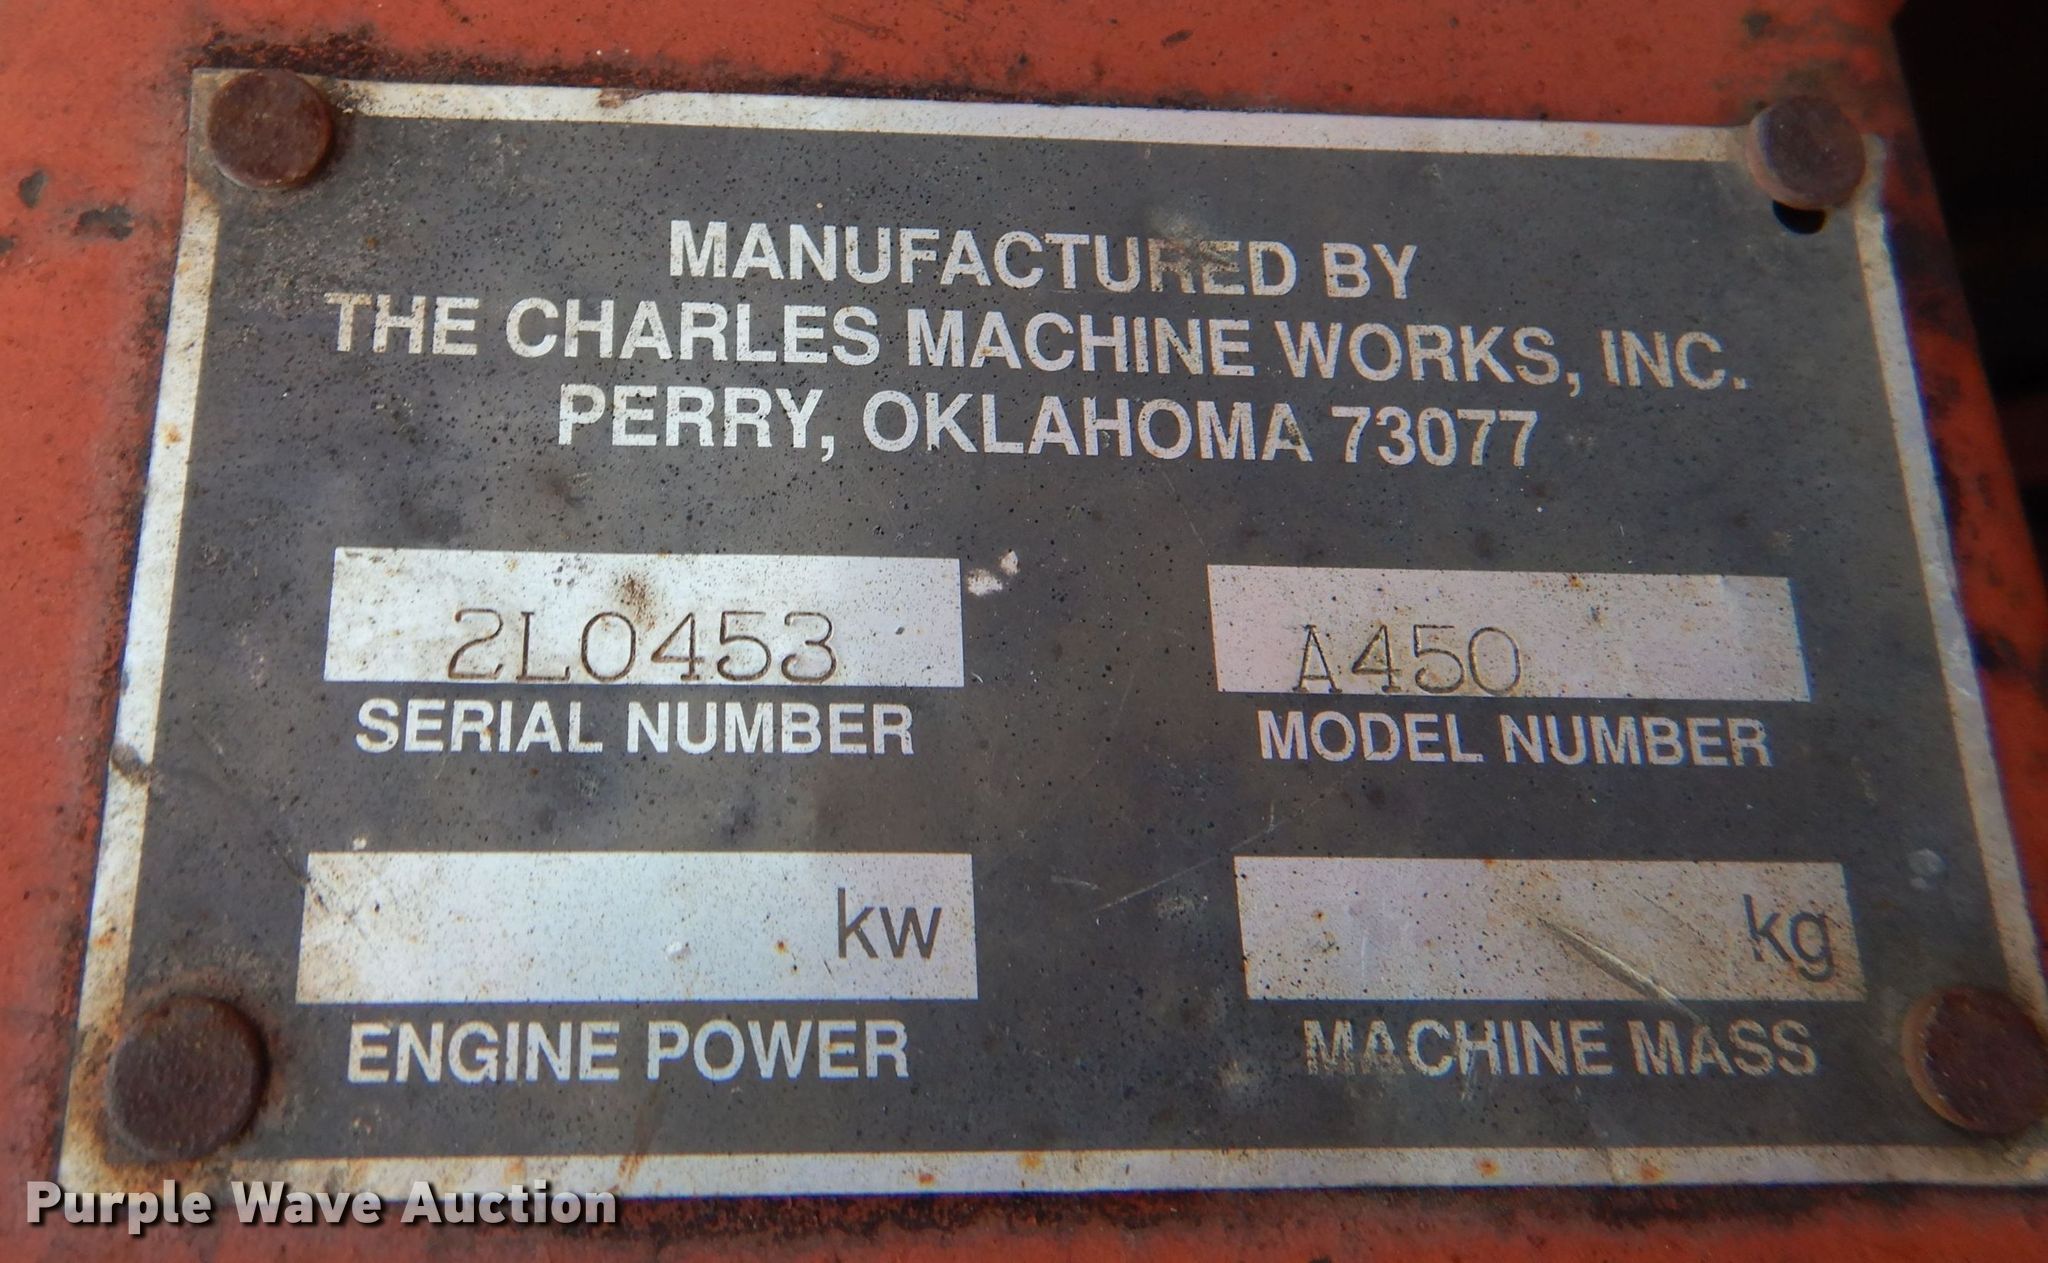 MANUFACTURED BY
THE CHARLES MACHINE WORKS, INC.
PERRY, OKLAHOMA 73077
2L0453
SERIAL NUMBER
A450
MODEL NUMBER
kw
ENGINE POWER
kg
MACHINE MASS
Purple Wave Auction